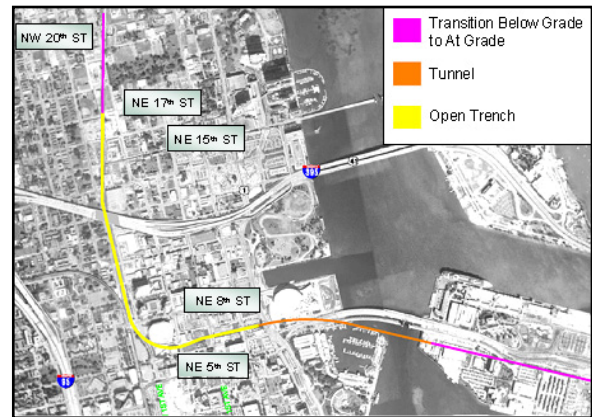 NW 20th ST
NE 17th ST
NE 15th ST
NE 8th ST
NE 5th ST
395
95
Transition Below Grade
to At Grade
Tunnel
Open Trench